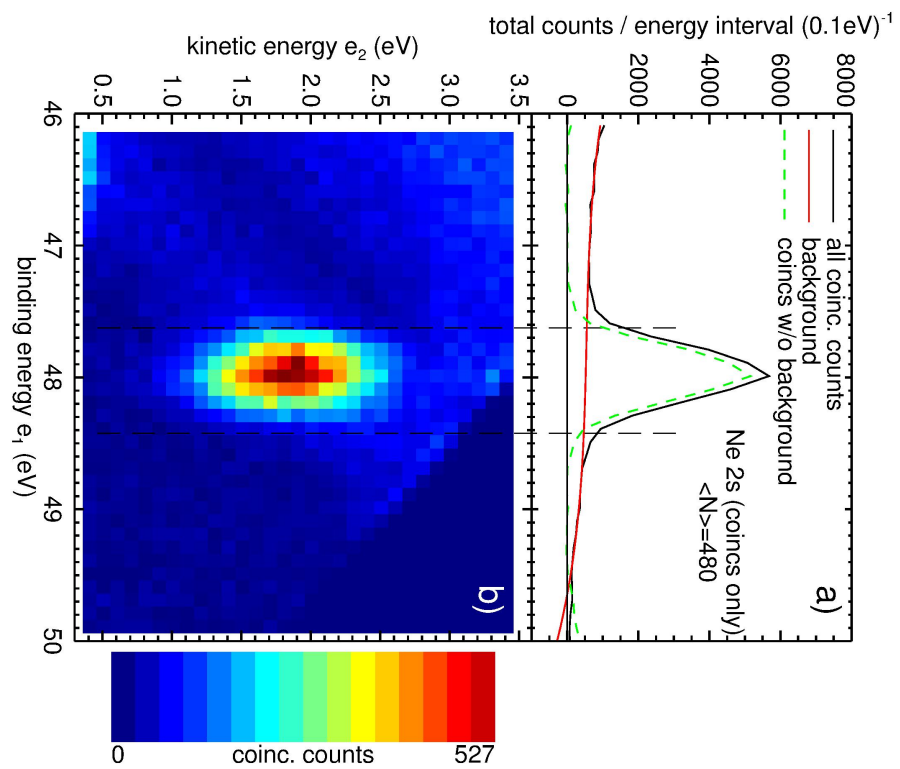 total counts / energy interval (0.1eV)-1
0
2000
4000
6000
8000
all coinc. counts
background
coincs w/o background
Ne 2s (coincs only)
<N>=480
a)
kinetic energy e2 (eV)
0.5
1.0
1.5
2.0
2.5
3.0
3.5
46
47
48
49
50
binding energy e1 (eV)
b)
0
coinc. counts
527